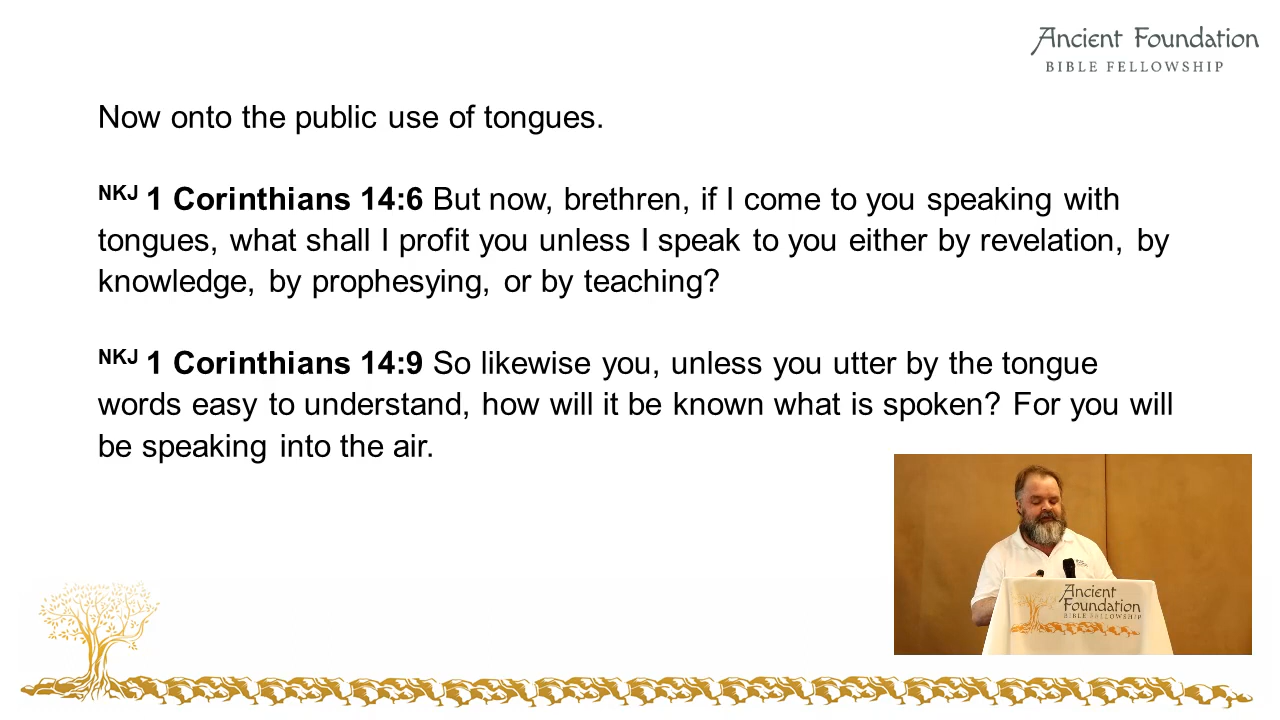 Ancient Foundation
BIBLE FELLOWSHIP
Now onto the public use of tongues.
NKJ 1 Corinthians 14:6 But now, brethren, if I come to you speaking with
tongues, what shall I profit you unless I speak to you either by revelation, by
knowledge, by prophesying, or by teaching?
NKJ 1 Corinthians 14:9 So likewise you, unless you utter by the tongue
words easy to understand, how will it be known what is spoken? For you will
be speaking into the air.
Ancient
Foundation
BIBLE FELLOWSHIP